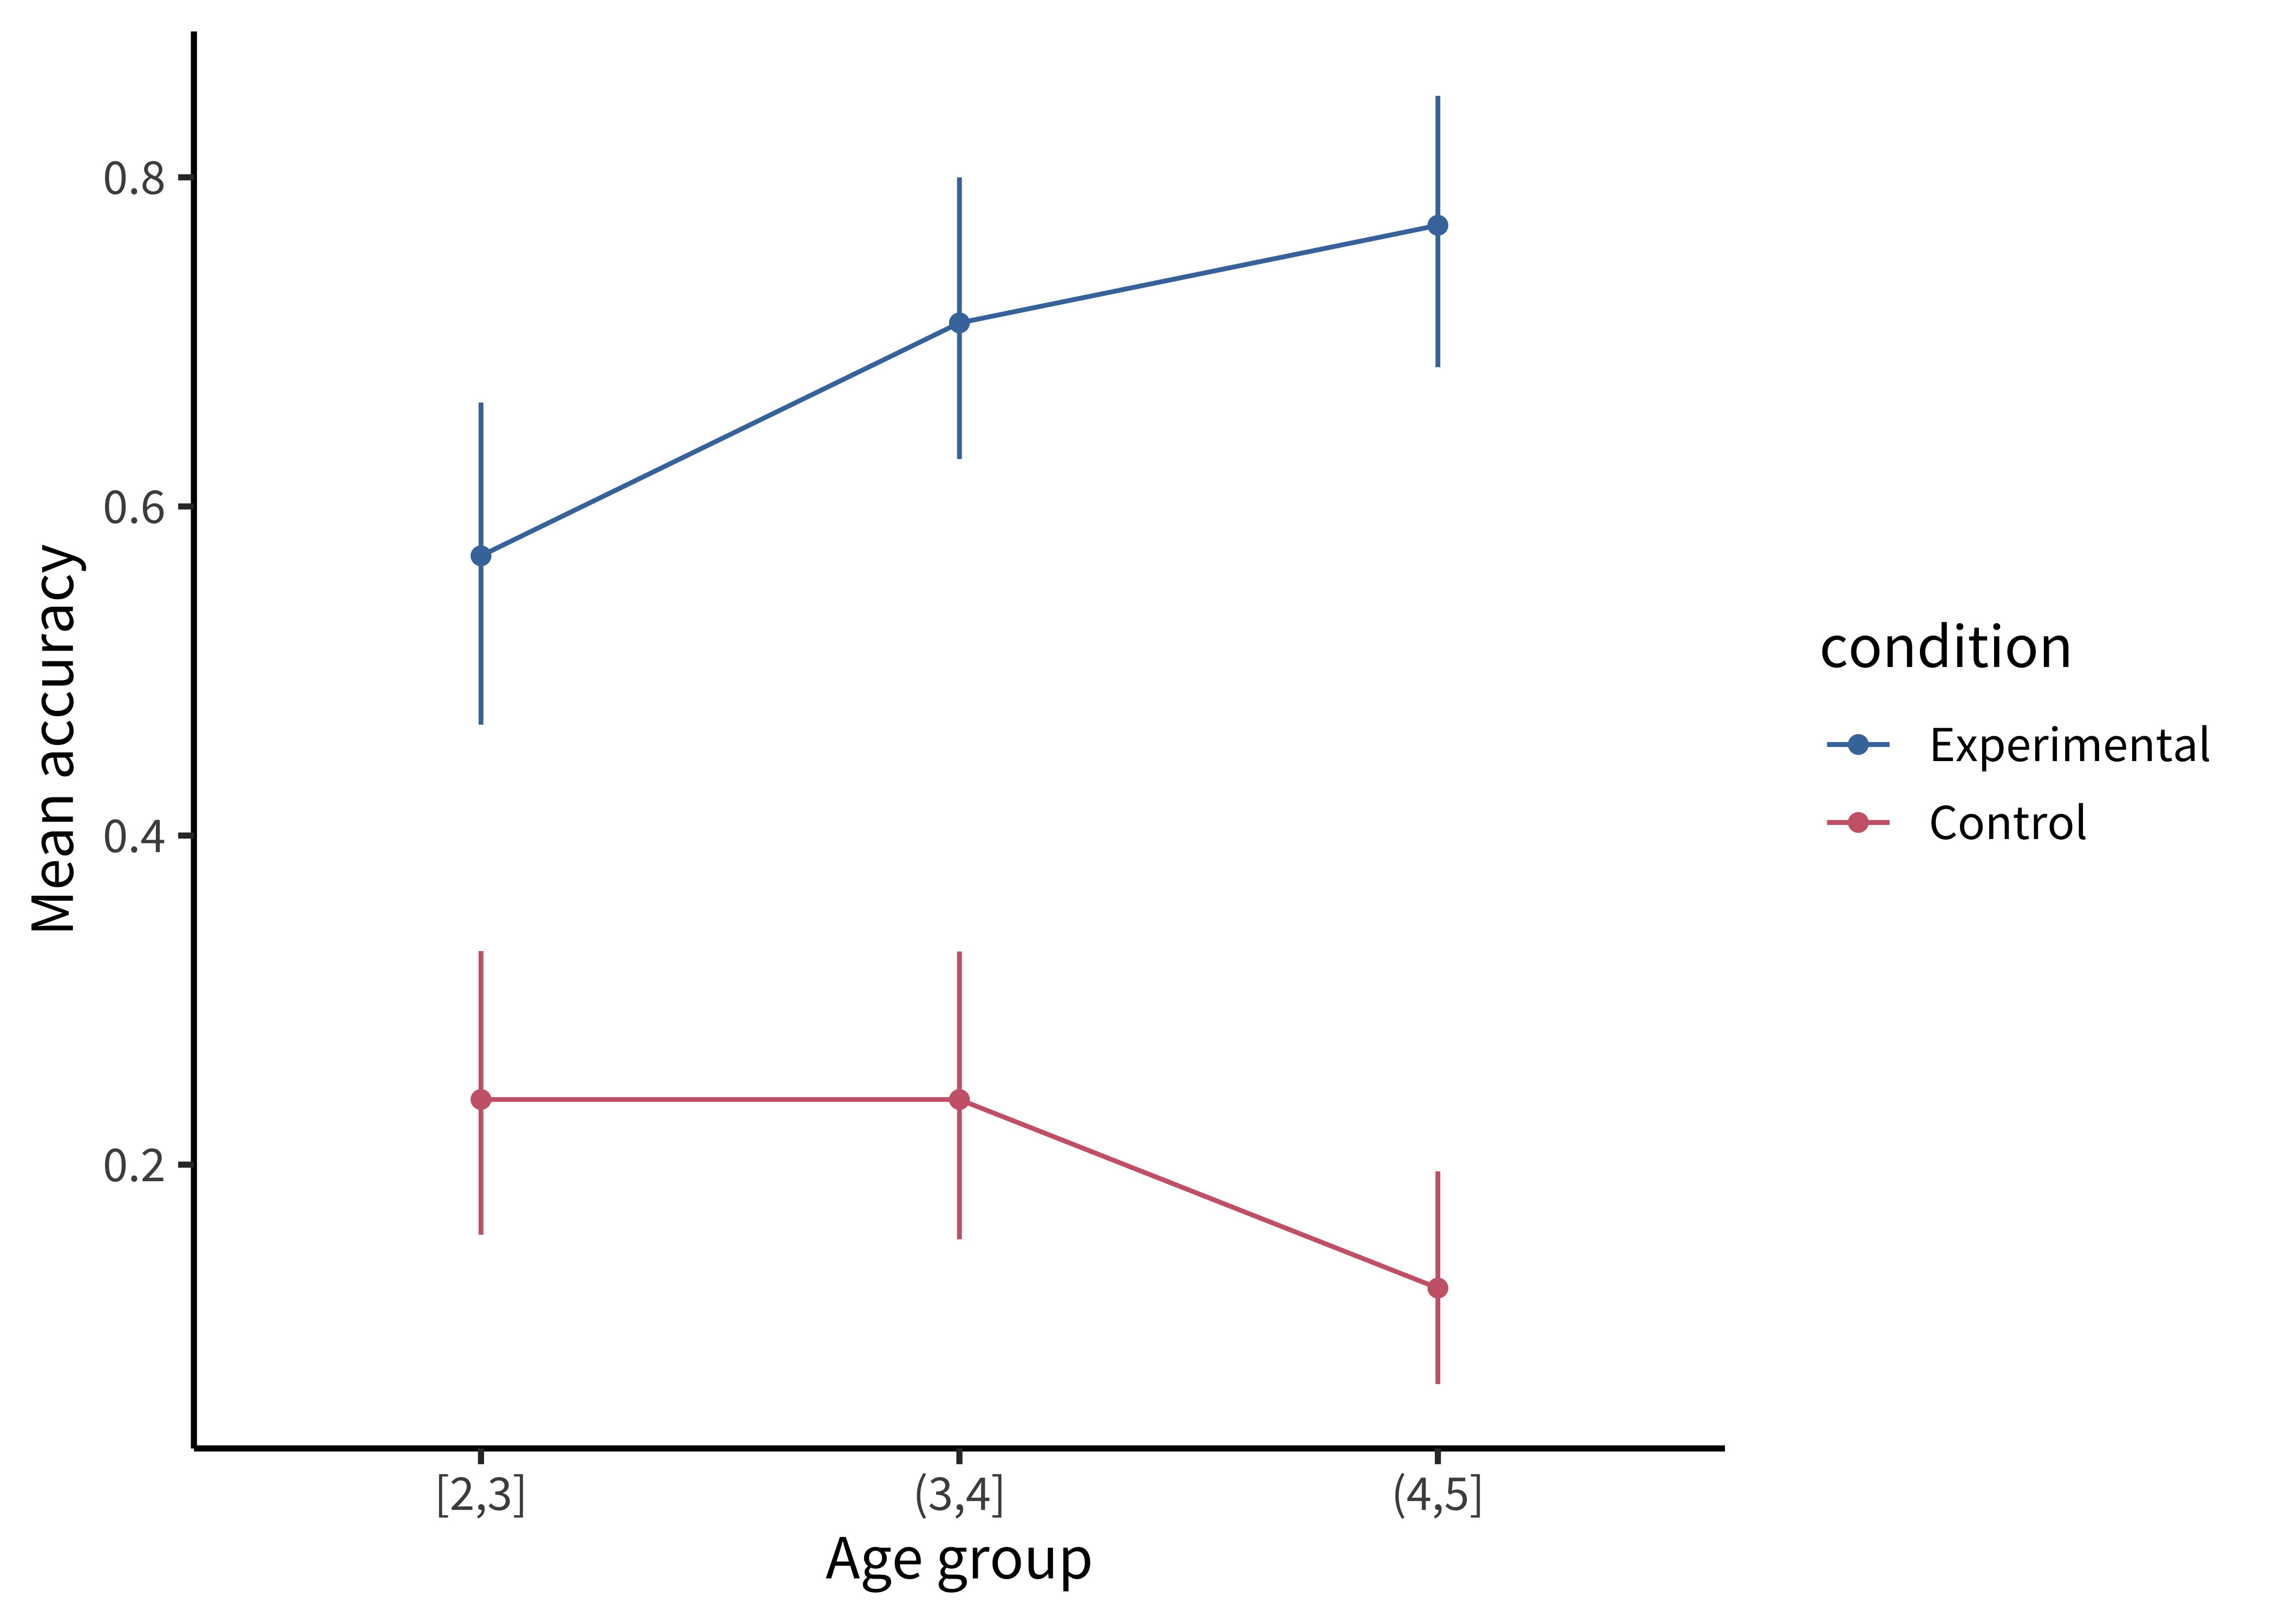 Mean accuracy
0.8
0.6
0.4
0.2
[2,3]
(3,4]
(4,5]
Age group
condition
Experimental
Control